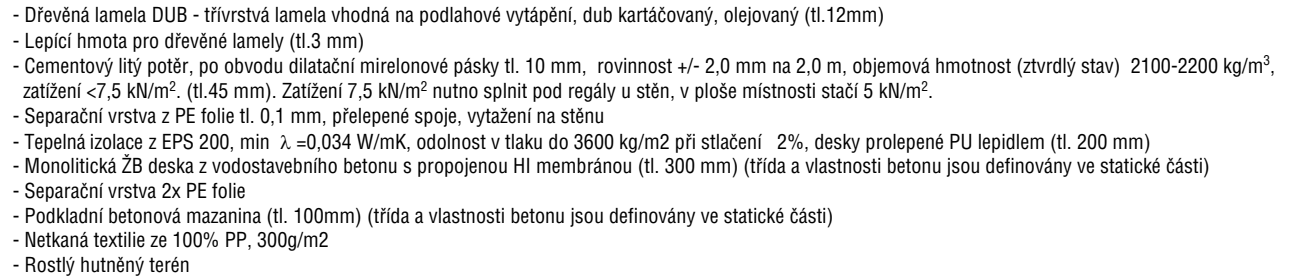 - Dřevěná lamela DUB - třívrstvá lamela vhodná na podlahové vytápění, dub kartáčovaný, olejovaný (tl.12mm)
- Lepící hmota pro dřevěné lamely (tl.3 mm)
- Cementový litý potěr, po obvodu dilatační mirelonové pásky tl. 10 mm,  rovinnost +/- 2,0 mm na 2,0 m, objemová hmotnost (ztvrdlý stav)  2100-2200 kg/m³,
zatížení <7,5 kN/m². (tl.45 mm). Zatížení 7,5 kN/m² nutno splnit pod regály u stěn, v ploše místnosti stačí 5 kN/m².
- Separační vrstva z PE folie tl. 0,1 mm, přelepené spoje, vytažení na stěnu
- Tepelná izolace z EPS 200, min  λ =0,034 W/mK, odolnost v tlaku do 3600 kg/m2 při stlačení   2%, desky prolepené PU lepidlem (tl. 200 mm)
- Monolitická ŽB deska z vodostavebního betonu s propojenou HI membránou (tl. 300 mm) (třída a vlastnosti betonu jsou definovány ve statické části)
- Separační vrstva 2x PE folie
- Podkladní betonová mazanina (tl. 100mm) (třída a vlastnosti betonu jsou definovány ve statické části)
- Netkaná textilie ze 100% PP, 300g/m2
- Rostlý hutněný terén